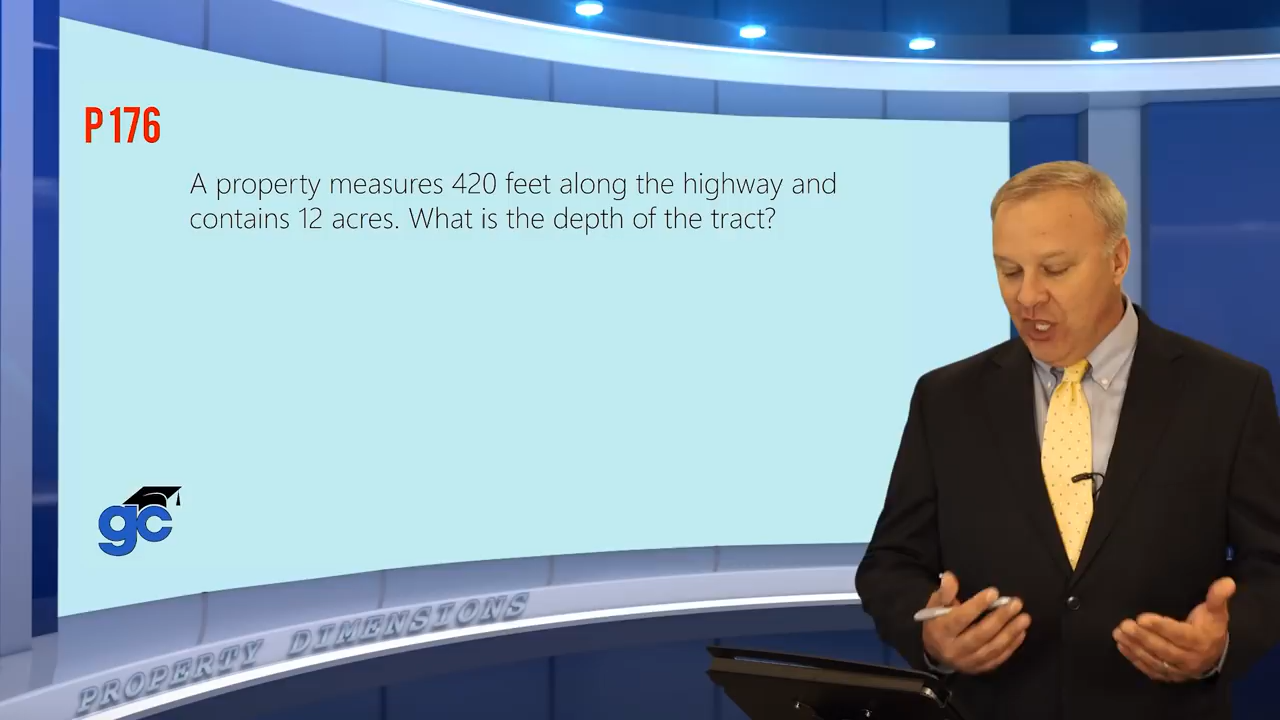 P 176
A property measures 420 feet along the highway and
contains 12 acres. What is the depth of the tract?
gc
PROPERTY DIMENSIONS